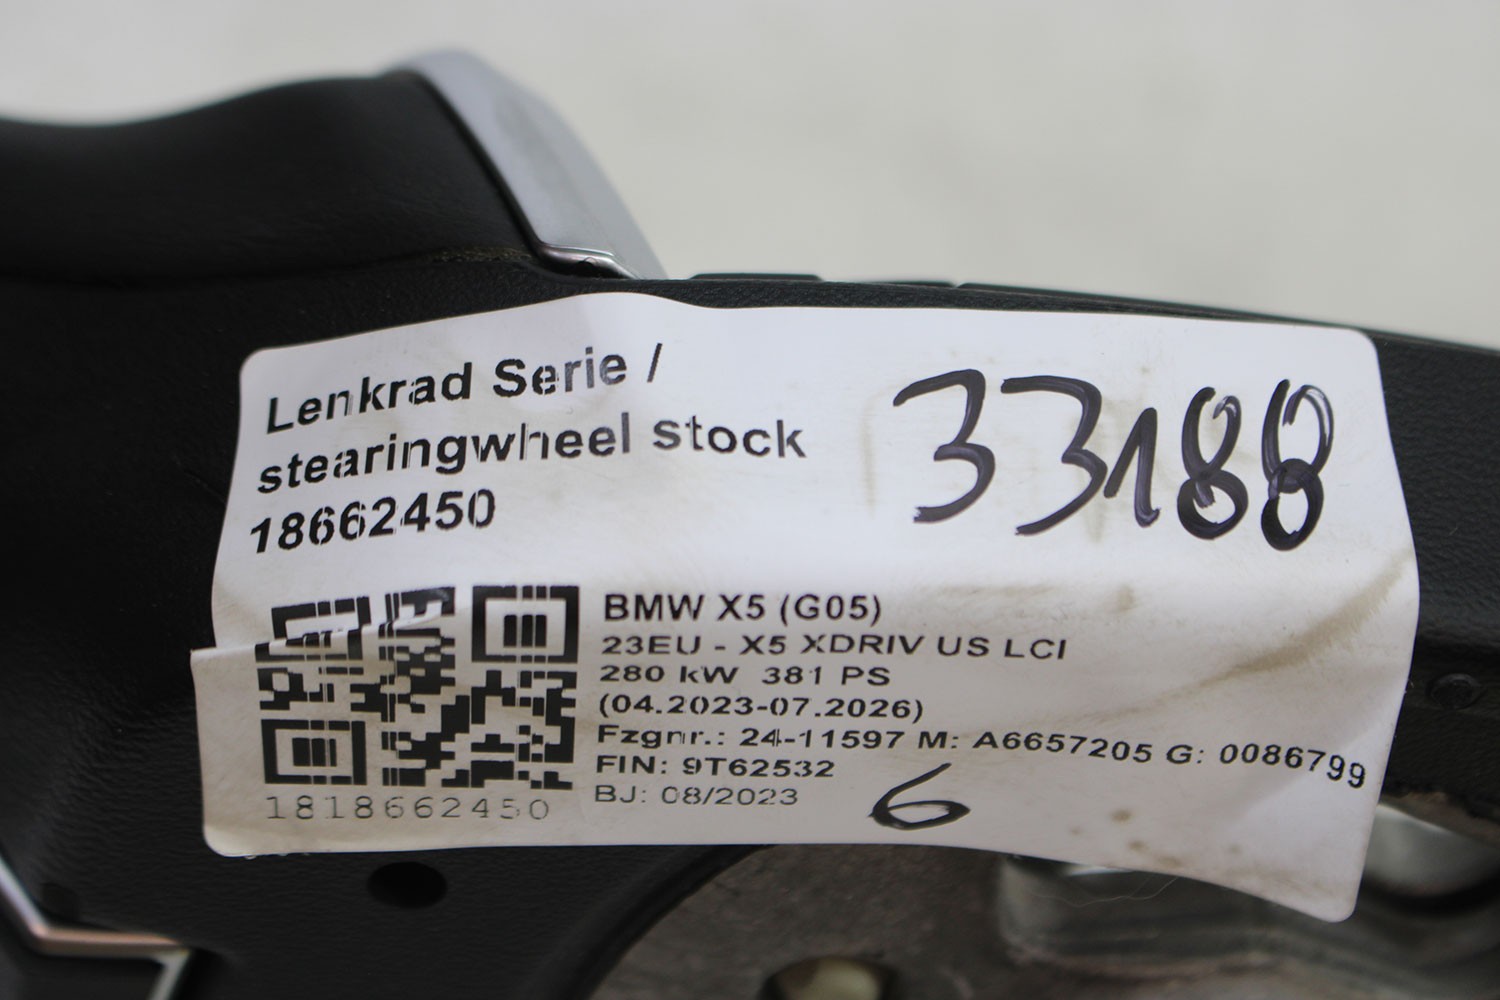 Lenkrad Serie /
stearingwheel stock
18662450
33188
BMW X5 (G05)
23EU - X5 XDRIV US LCI
280 kW 381 PS
(04.2023-07.2026)
Fzgnr.: 24-11597 M: A6657205 G: 0086799
FIN: 9T62532
BJ: 08/2023
6
1818662450